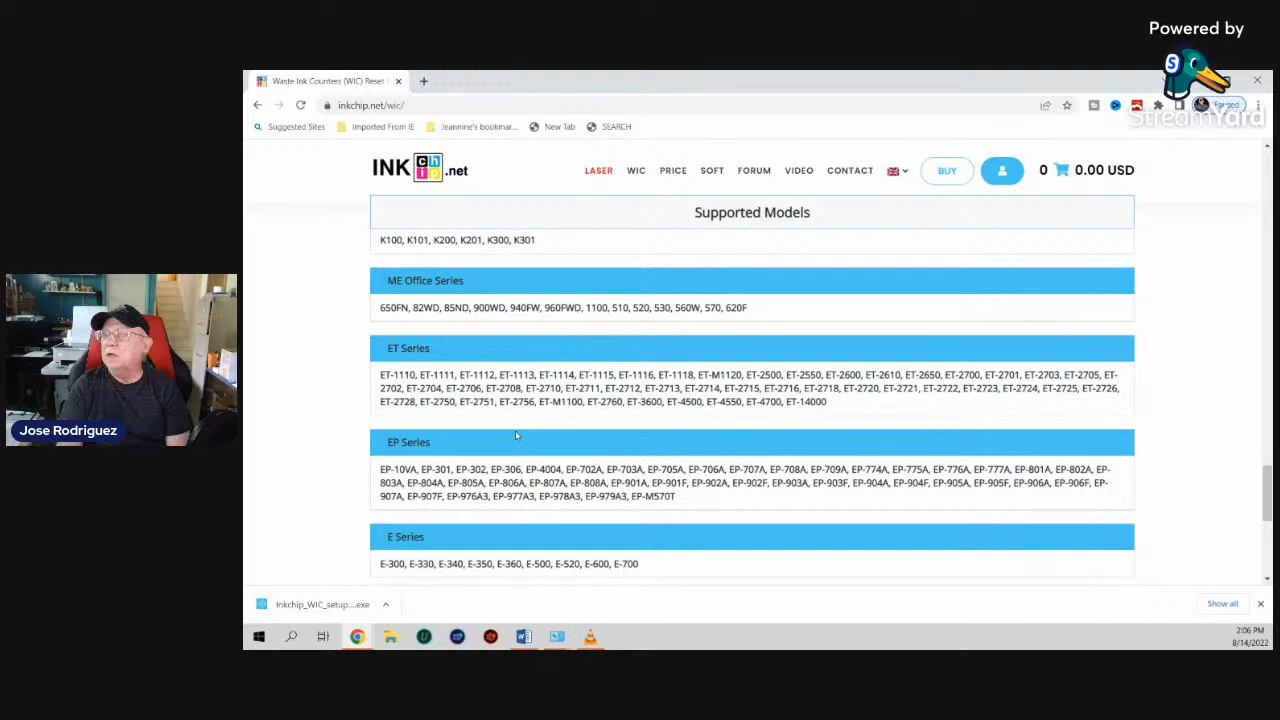 Powered by
StreamYard
Waste Ink Counters (WIC) Reset
inkchip.net/wic/
Paused
Suggested Sites
Imported From IE
Jeannine's bookmar...
New Tab
SEARCH
INK chip .net
LASER WIC PRICE SOFT FORUM VIDEO CONTACT BUY 0 0.00 USD
Supported Models
K100, K101, K200, K201, K300, K301
ME Office Series
650FN, 82WD, 85ND, 900WD, 940FW, 960FWD, 1100, 510, 520, 530, 560W, 570, 620F
ET Series
ET-1110, ET-1111, ET-1112, ET-1113, ET-1114, ET-1115, ET-1116, ET-1118, ET-M1120, ET-2500, ET-2550, ET-2600, ET-2610, ET-2650, ET-2700, ET-2701, ET-2703, ET-2705, ET-
2702, ET-2704, ET-2706, ET-2708, ET-2710, ET-2711, ET-2712, ET-2713, ET-2714, ET-2715, ET-2716, ET-2718, ET-2720, ET-2721, ET-2722, ET-2723, ET-2724, ET-2725, ET-2726,
ET-2728, ET-2750, ET-2751, ET-2756, ET-M1100, ET-2760, ET-3600, ET-4500, ET-4550, ET-4700, ET-14000
EP Series
EP-10VA, EP-301, EP-302, EP-306, EP-4004, EP-702A, EP-703A, EP-705A, EP-706A, EP-707A, EP-708A, EP-709A, EP-774A, EP-775A, EP-776A, EP-777A, EP-801A, EP-802A, EP-
803A, EP-804A, EP-805A, EP-806A, EP-807A, EP-808A, EP-901A, EP-901F, EP-902A, EP-902F, EP-903A, EP-903F, EP-904A, EP-904F, EP-905A, EP-905F, EP-906A, EP-906F, EP-
907A, EP-907F, EP-976A3, EP-977A3, EP-978A3, EP-979A3, EP-M570T
E Series
E-300, E-330, E-340, E-350, E-360, E-500, E-520, E-600, E-700
Jose Rodriguez
Inkchip_WIC_setup....exe
Show all
2:06 PM
8/14/2022